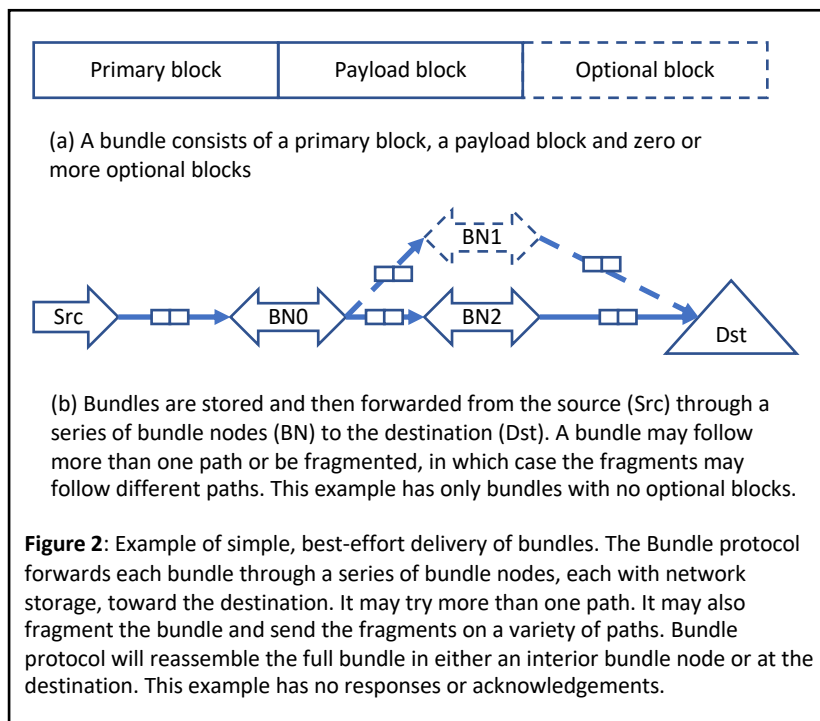 Primary block Payload block Optional block
(a) A bundle consists of a primary block, a payload block and zero or
more optional blocks
BN1
Src BN0 BN2 Dst
(b) Bundles are stored and then forwarded from the source (Src) through a
series of bundle nodes (BN) to the destination (Dst). A bundle may follow
more than one path or be fragmented, in which case the fragments may
follow different paths. This example has only bundles with no optional blocks.
Figure 2: Example of simple, best-effort delivery of bundles. The Bundle protocol
forwards each bundle through a series of bundle nodes, each with network
storage, toward the destination. It may try more than one path. It may also
fragment the bundle and send the fragments on a variety of paths. Bundle
protocol will reassemble the full bundle in either an interior bundle node or at the
destination. This example has no responses or acknowledgements.